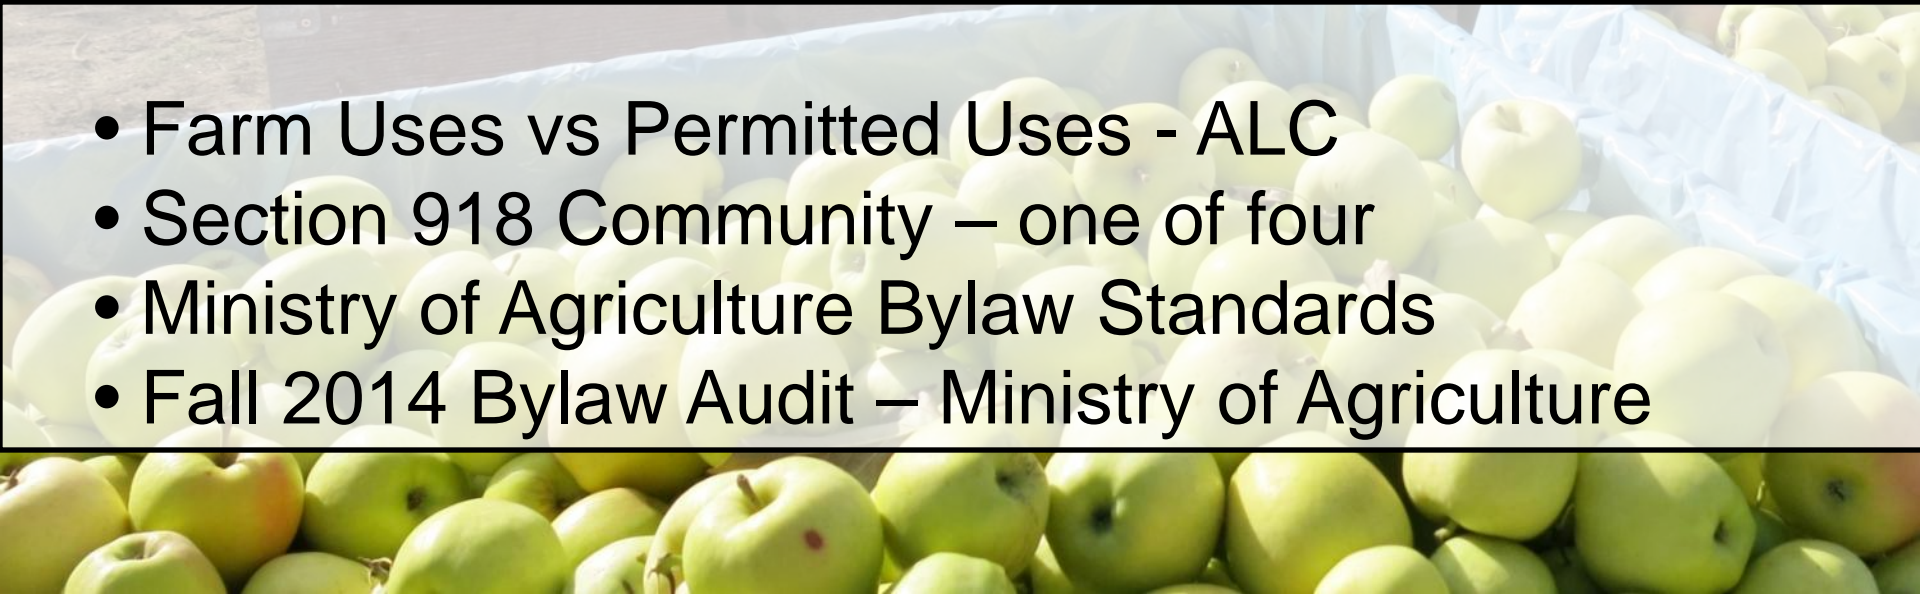 • Farm Uses vs Permitted Uses - ALC
• Section 918 Community – one of four
• Ministry of Agriculture Bylaw Standards
• Fall 2014 Bylaw Audit – Ministry of Agriculture